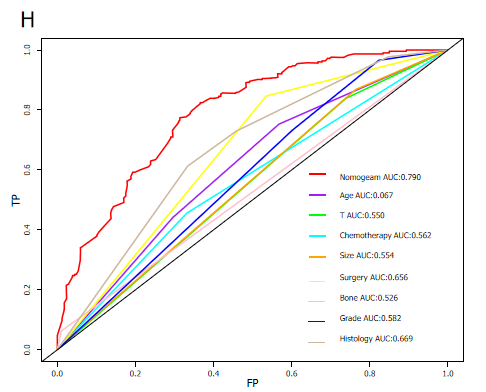 H
TP
1.0
0.8
0.6
0.4
0.2
0.0
Nomogeam AUC:0.790
Age AUC:0.067
T AUC:0.550
Chemotherapy AUC:0.562
Size AUC:0.554
Surgery AUC:0.656
Bone AUC:0.526
Grade AUC:0.582
Histology AUC:0.669
0.0 0.2 0.4 0.6 0.8 1.0
FP